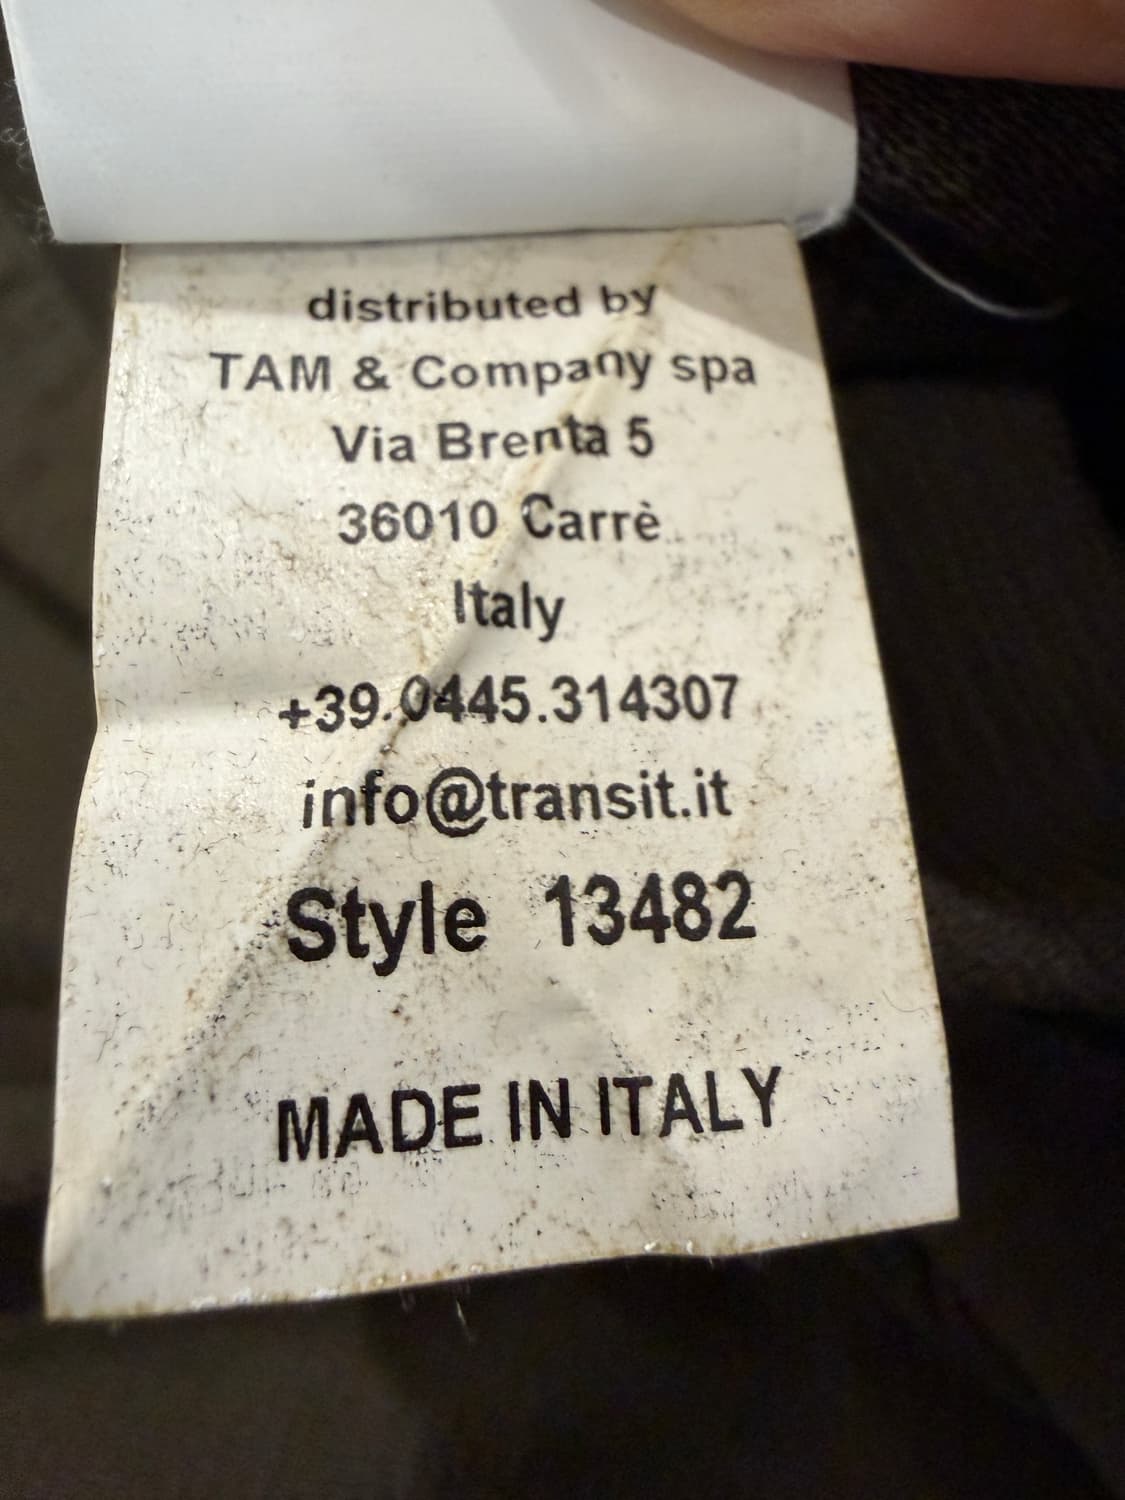 distributed by
TAM & Company spa
Via Brenta 5
36010 Carrè
Italy
+39.0445.314307
info@transit.it
Style 13482
MADE IN ITALY